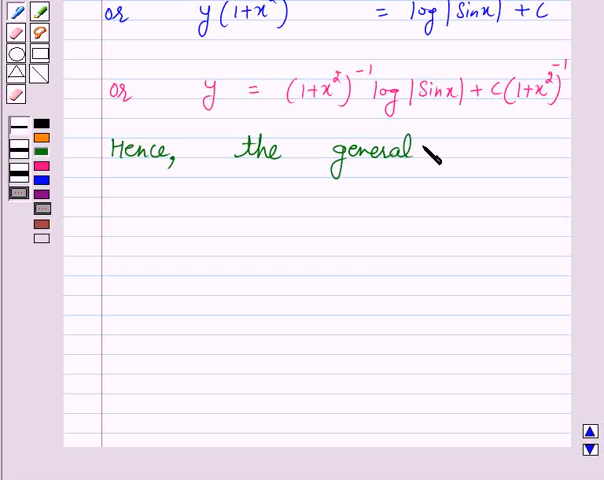 or y(1+x²) = log|Sinx| + C
or y = (1+x²)⁻¹ log|Sinx| + C(1+x²)⁻¹
Hence, the general